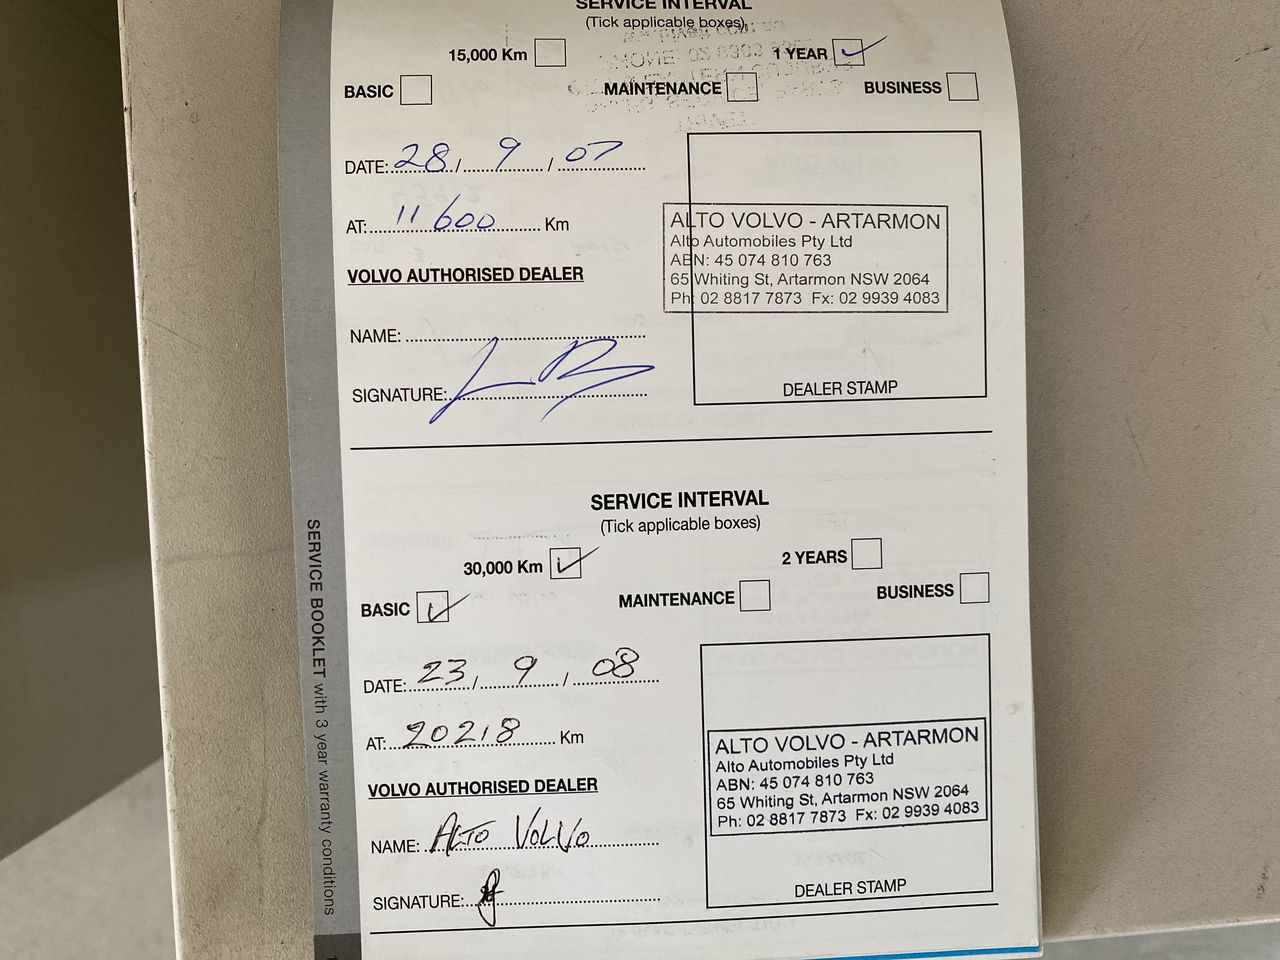 SERVICE INTERVAL
(Tick applicable boxes)
15,000 Km 1 YEAR
BASIC MAINTENANCE BUSINESS
DATE: 28 / 9 / 07
AT: 11600 Km
VOLVO AUTHORISED DEALER
NAME:
SIGNATURE:
ALTO VOLVO - ARTARMON
Alto Automobiles Pty Ltd
ABN: 45 074 810 763
65 Whiting St, Artarmon NSW 2064
Ph: 02 8817 7873 Fx: 02 9939 4083
DEALER STAMP
SERVICE INTERVAL
(Tick applicable boxes)
30,000 Km 2 YEARS
BASIC MAINTENANCE BUSINESS
DATE: 23 / 9 / 08
AT: 20218 Km
VOLVO AUTHORISED DEALER
NAME: ALTO VOLVO
SIGNATURE:
ALTO VOLVO - ARTARMON
Alto Automobiles Pty Ltd
ABN: 45 074 810 763
65 Whiting St, Artarmon NSW 2064
Ph: 02 8817 7873 Fx: 02 9939 4083
DEALER STAMP
SERVICE BOOKLET with 3 year warranty conditions